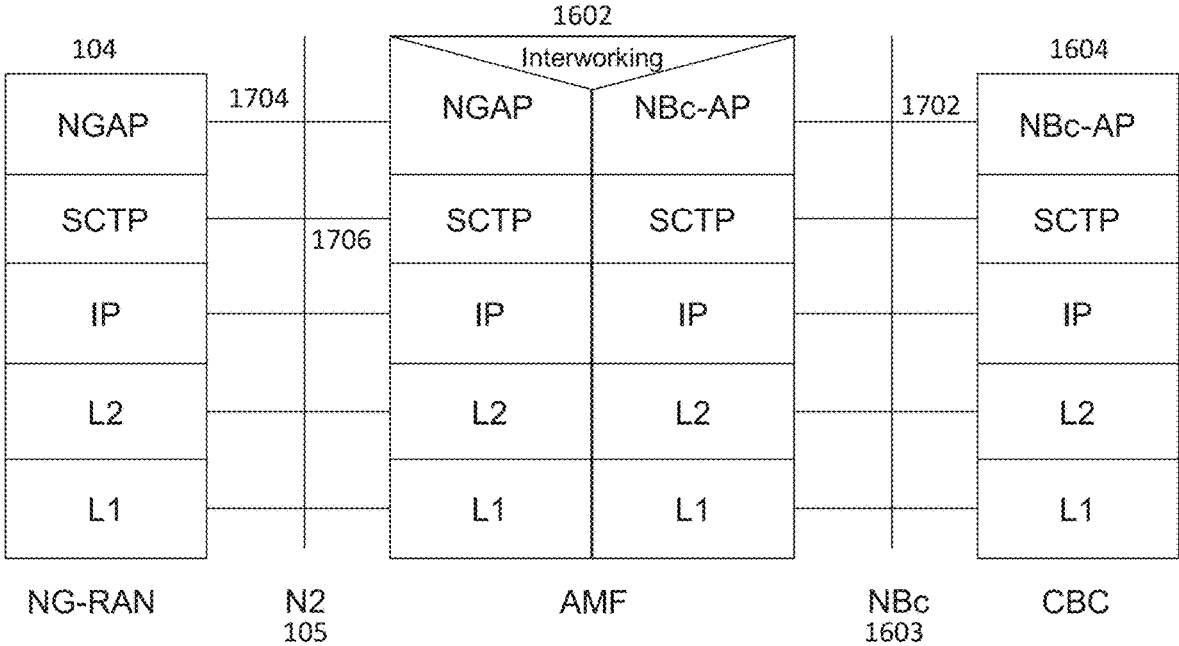 1602
104
Interworking
1604
1704
1702
NGAP
NGAP
NBc-AP
NBc-AP
SCTP
SCTP
SCTP
SCTP
1706
IP
IP
IP
IP
L2
L2
L2
L2
L1
L1
L1
L1
NG-RAN
N2
AMF
NBc
CBC
105
1603